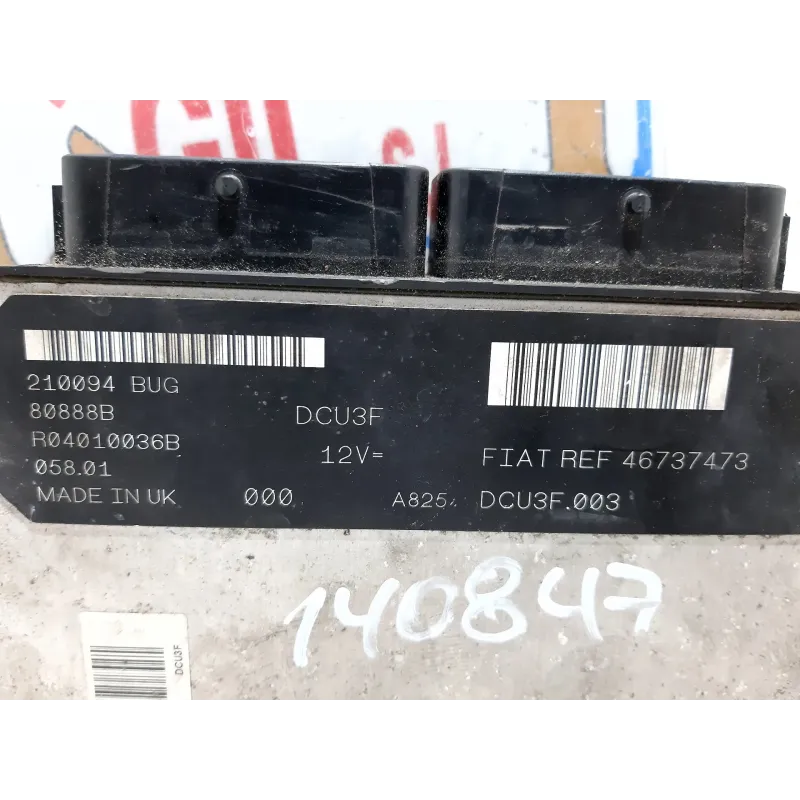 210094 BUG
80888B
R04010036B
058.01
MADE IN UK
000
DCU3F
12V=
FIAT REF 46737473
A825
DCU3F.003
140847
DCU3F